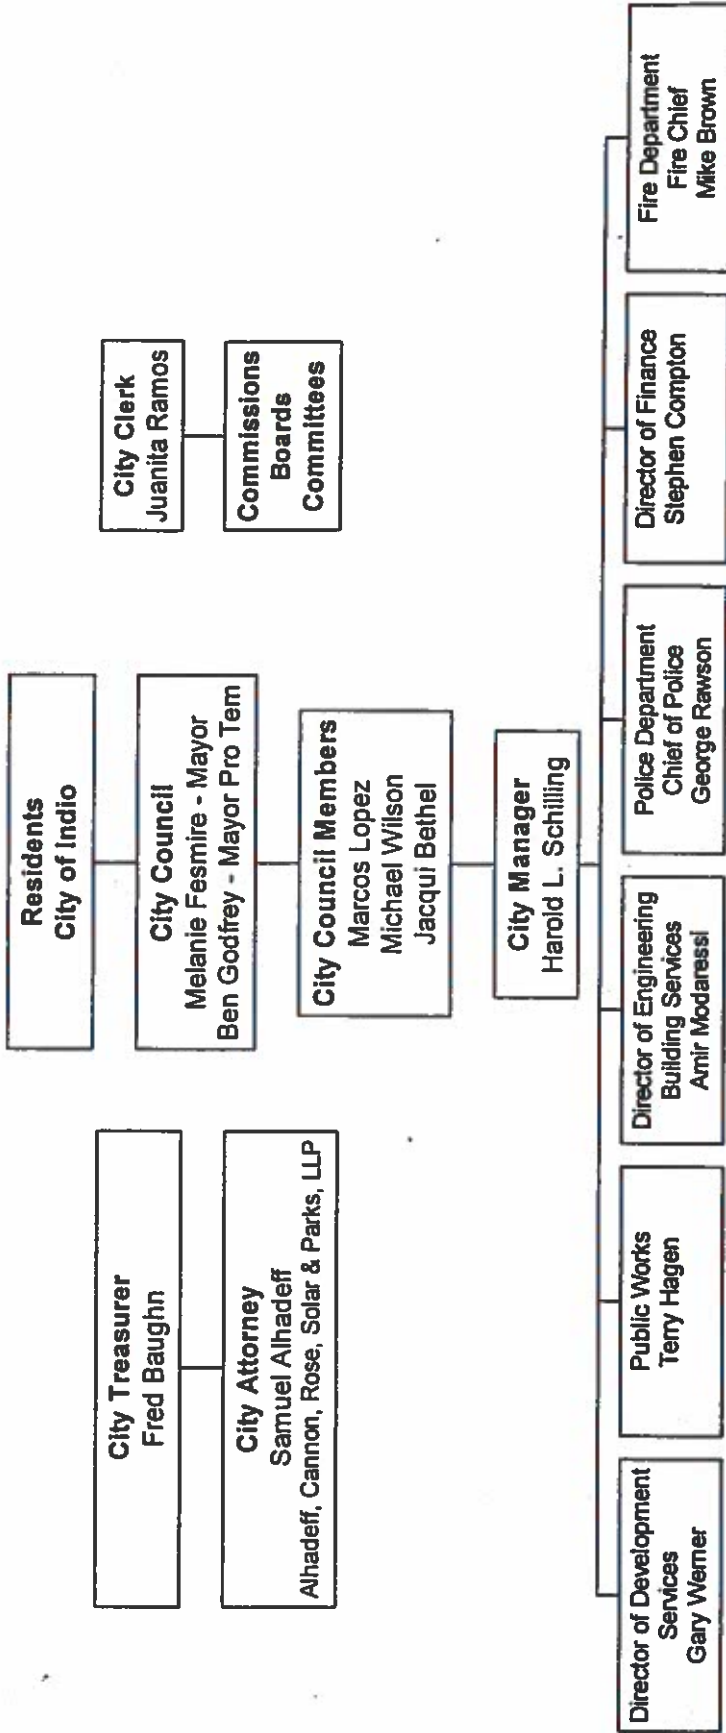 Residents
City of Indio
City Treasurer
Fred Baughn
City Attorney
Samuel Alhadeff
Alhadeff, Cannon, Rose, Solar & Parks, LLP
City Council
Melanie Fesmire - Mayor
Ben Godfrey - Mayor Pro Tem
City Council Members
Marcos Lopez
Michael Wilson
Jacqui Bethel
City Clerk
Juanita Ramos
Commissions
Boards
Committees
City Manager
Harold L. Schilling
Director of Development
Services
Gary Werner
Public Works
Terry Hagen
Director of Engineering
Building Services
Amir Modaressi
Police Department
Chief of Police
George Rawson
Director of Finance
Stephen Compton
Fire Department
Fire Chief
Mike Brown